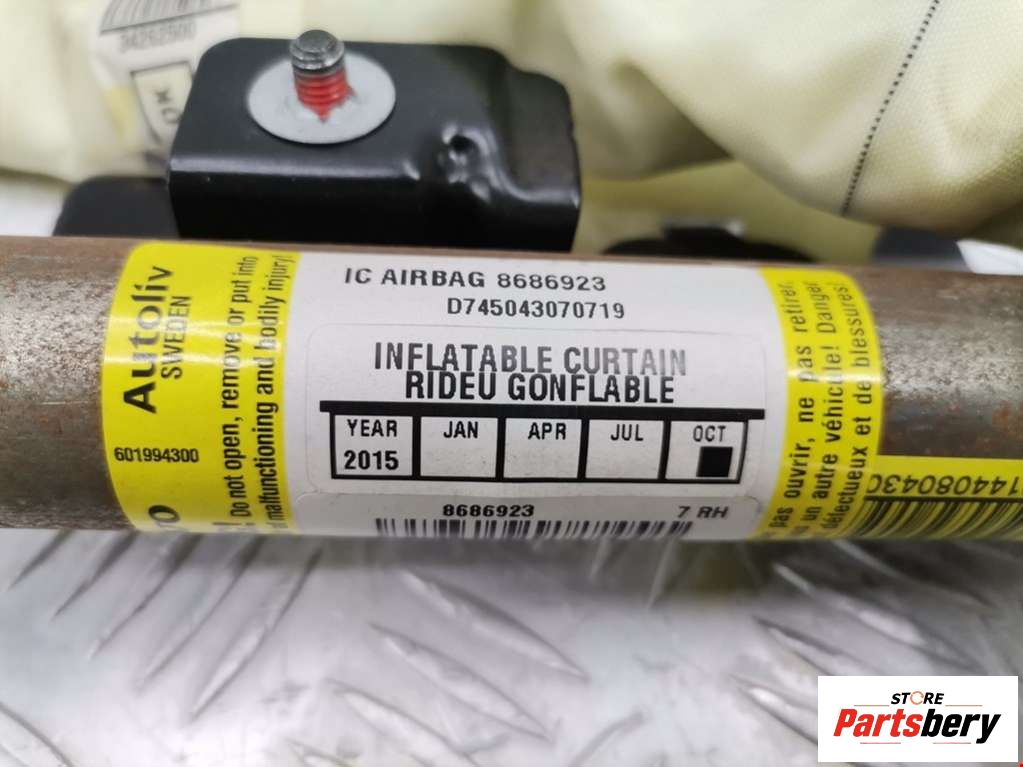 34252500
OK
Autoliv
SWEDEN
601994300
Do not open, remove or put into
malfunctioning and bodily injury!
IC AIRBAG 8686923
D745043070719
INFLATABLE CURTAIN
RIDEU GONFLABLE
YEAR JAN APR JUL OCT
2015
8686923 7 RH
pas ouvrir, ne pas retirer,
un autre véhicule! Danger
défectueux et de blessures!
STORE
Partsbery